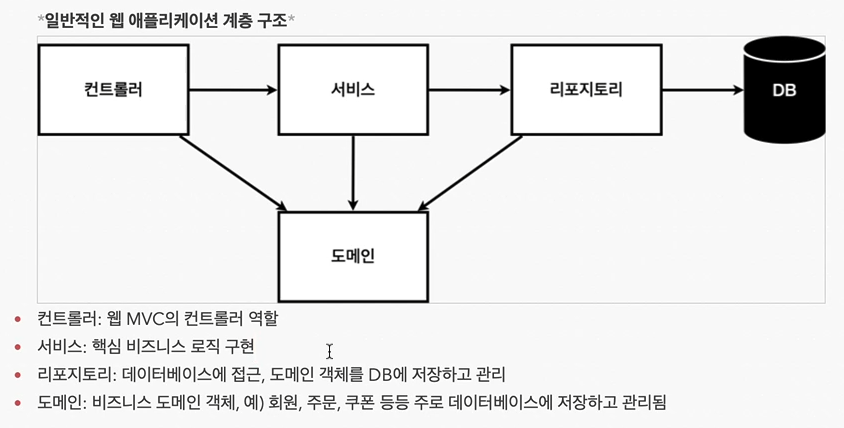 *일반적인 웹 애플리케이션 계층 구조*
컨트롤러
서비스
리포지토리
DB
도메인
• 컨트롤러: 웹 MVC의 컨트롤러 역할
• 서비스: 핵심 비즈니스 로직 구현
• 리포지토리: 데이터베이스에 접근, 도메인 객체를 DB에 저장하고 관리
• 도메인: 비즈니스 도메인 객체, 예) 회원, 주문, 쿠폰 등등 주로 데이터베이스에 저장하고 관리됨